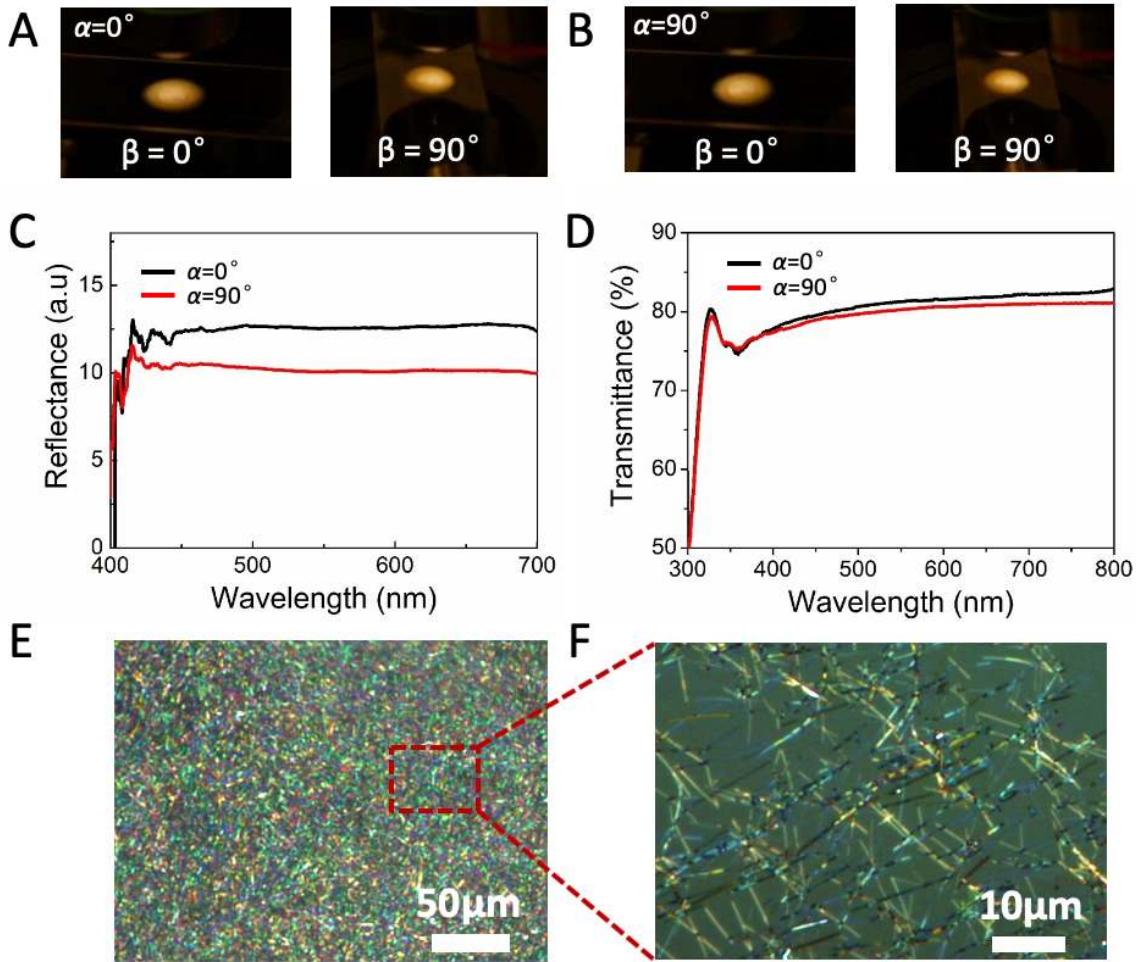 A
α=0°
β = 0°
β = 90°
B
α=90°
β = 0°
β = 90°
C
Reflectance (a.u)
α=0°
α=90°
15
10
5
0
400
500
600
700
Wavelength (nm)
D
Transmittance (%)
α=0°
α=90°
90
80
70
60
50
300
400
500
600
700
800
Wavelength (nm)
E
50μm
F
10μm